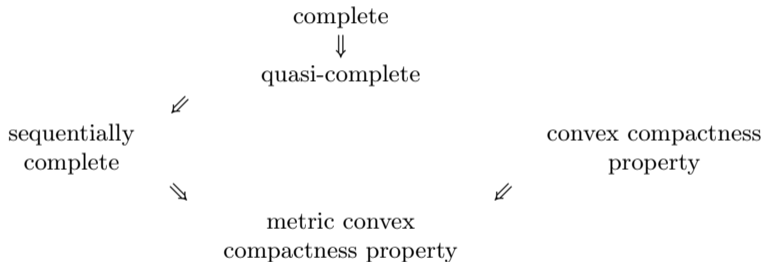 complete
⇓
quasi-complete
⇙
sequentially
complete
convex compactness
property
⇘ ⇙
metric convex
compactness property